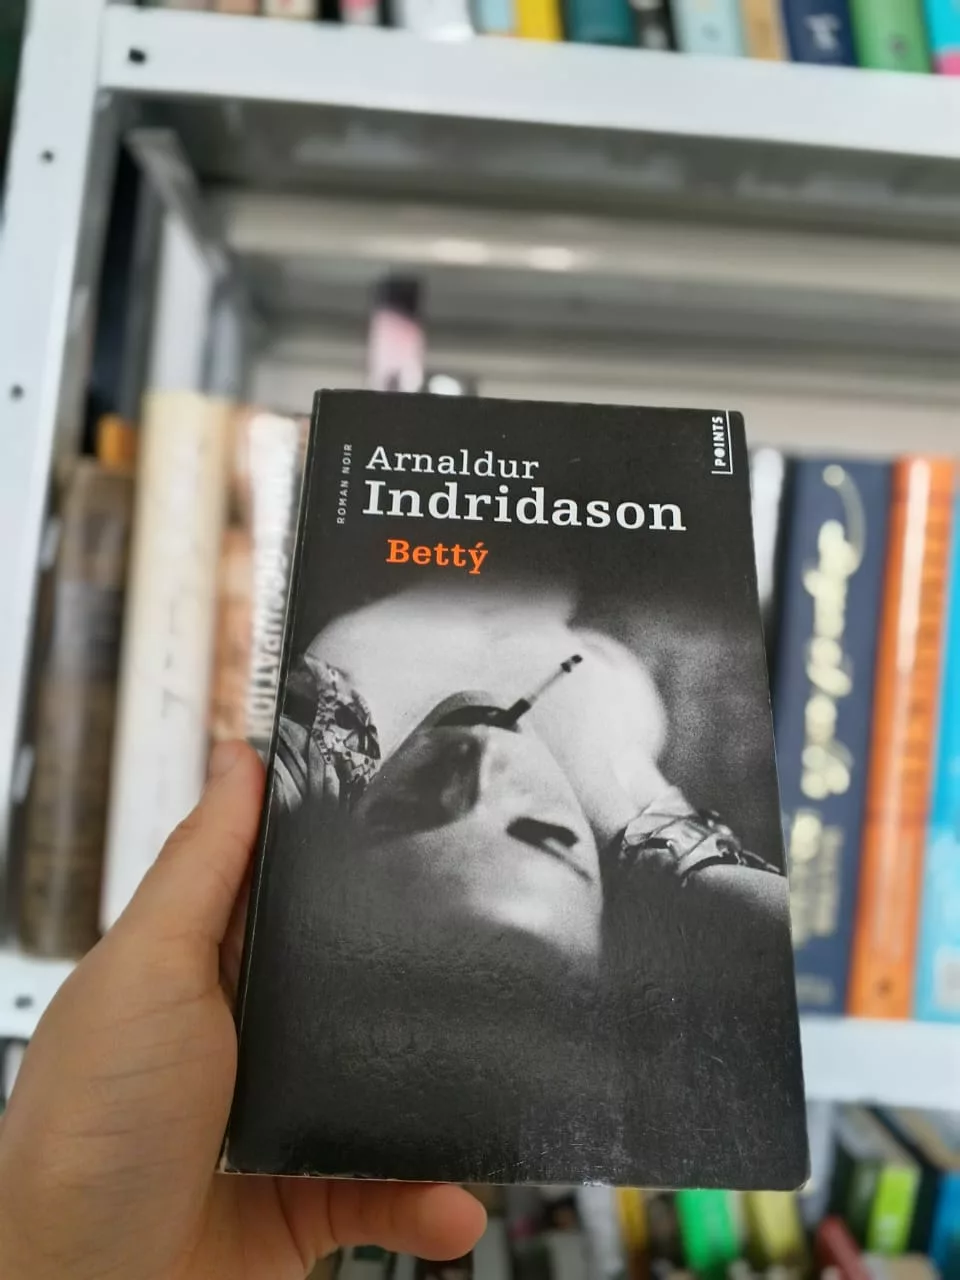 ROMAN NOIR
Arnaldur
Indridason
Bettý
POINTS